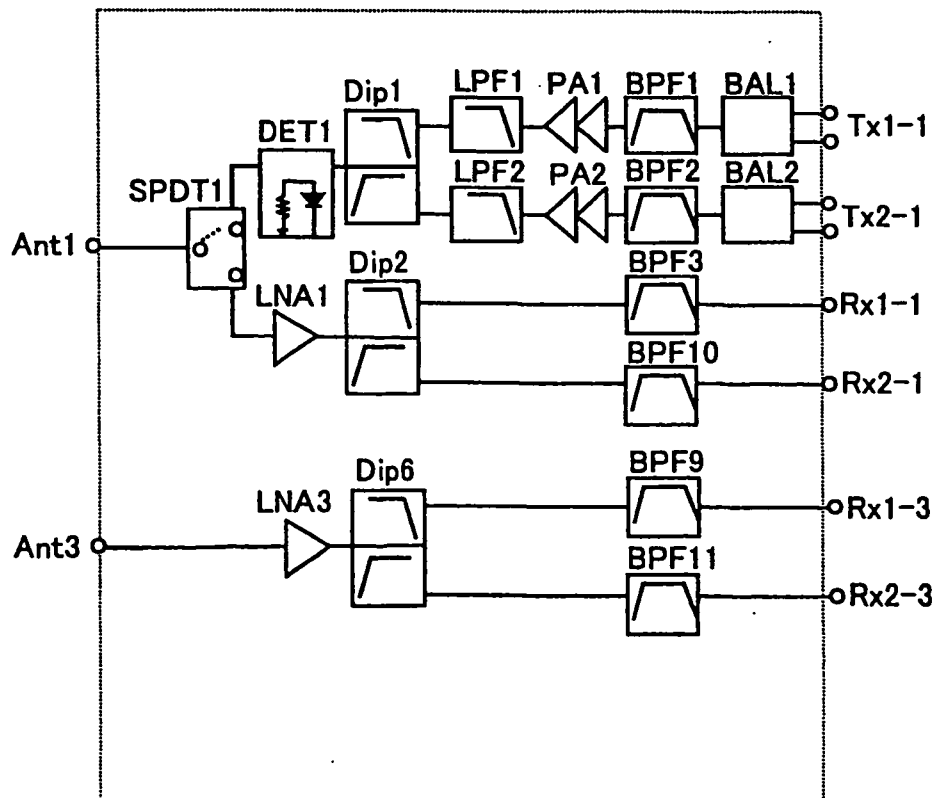 Dip1
LPF1
PA1
BPF1
BAL1
Tx1-1
DET1
SPDT1
LPF2
PA2
BPF2
BAL2
Tx2-1
Ant1
Dip2
BPF3
LNA1
Rx1-1
BPF10
Rx2-1
Dip6
BPF9
LNA3
Rx1-3
Ant3
BPF11
Rx2-3